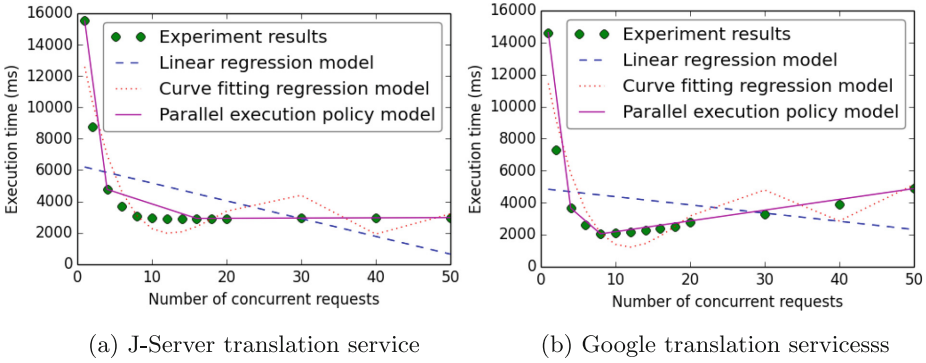 16000
14000
12000
10000
8000
6000
4000
2000
0
Execution time (ms)
Experiment results
Linear regression model
Curve fitting regression model
Parallel execution policy model
0 10 20 30 40 50
Number of concurrent requests
(a) J-Server translation service
16000
14000
12000
10000
8000
6000
4000
2000
0
Execution time (ms)
Experiment results
Linear regression model
Curve fitting regression model
Parallel execution policy model
0 10 20 30 40 50
Number of concurrent requests
(b) Google translation servicesss